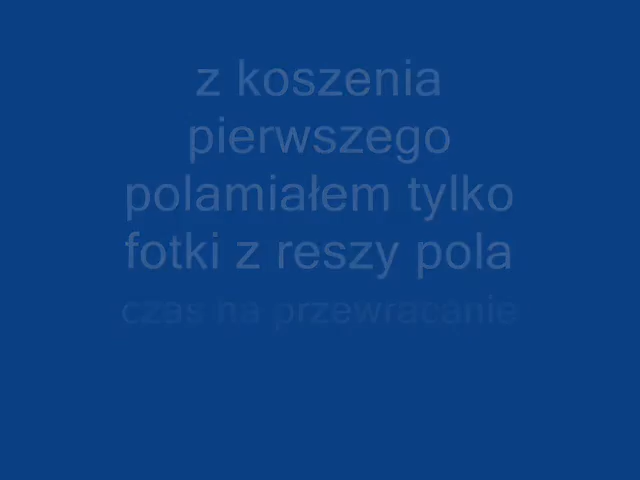 z koszenia
pierwszego
polamiałem tylko
fotki z reszy pola
czas na przewracanie